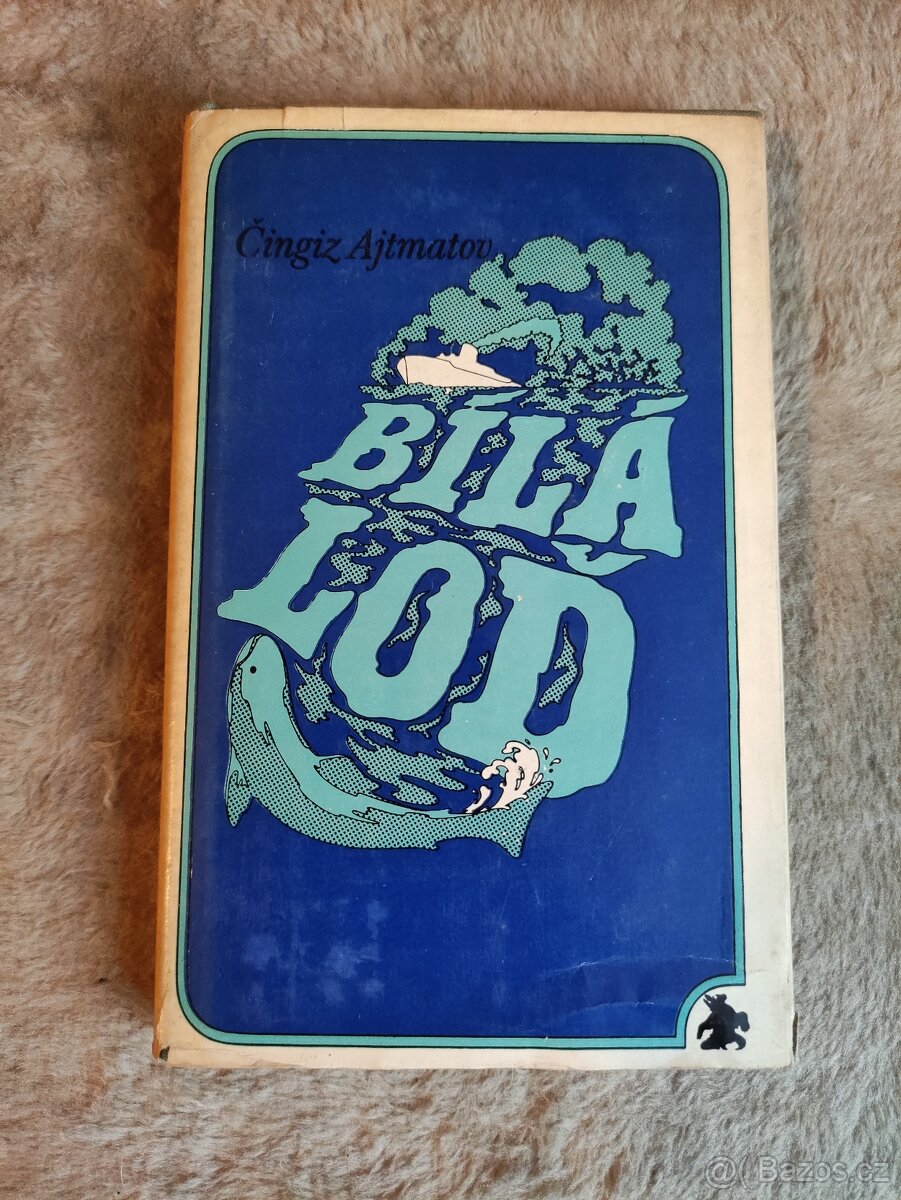 Čingiz Ajtmatov
BÍLÁ
LOĎ
@ Bazos.cz